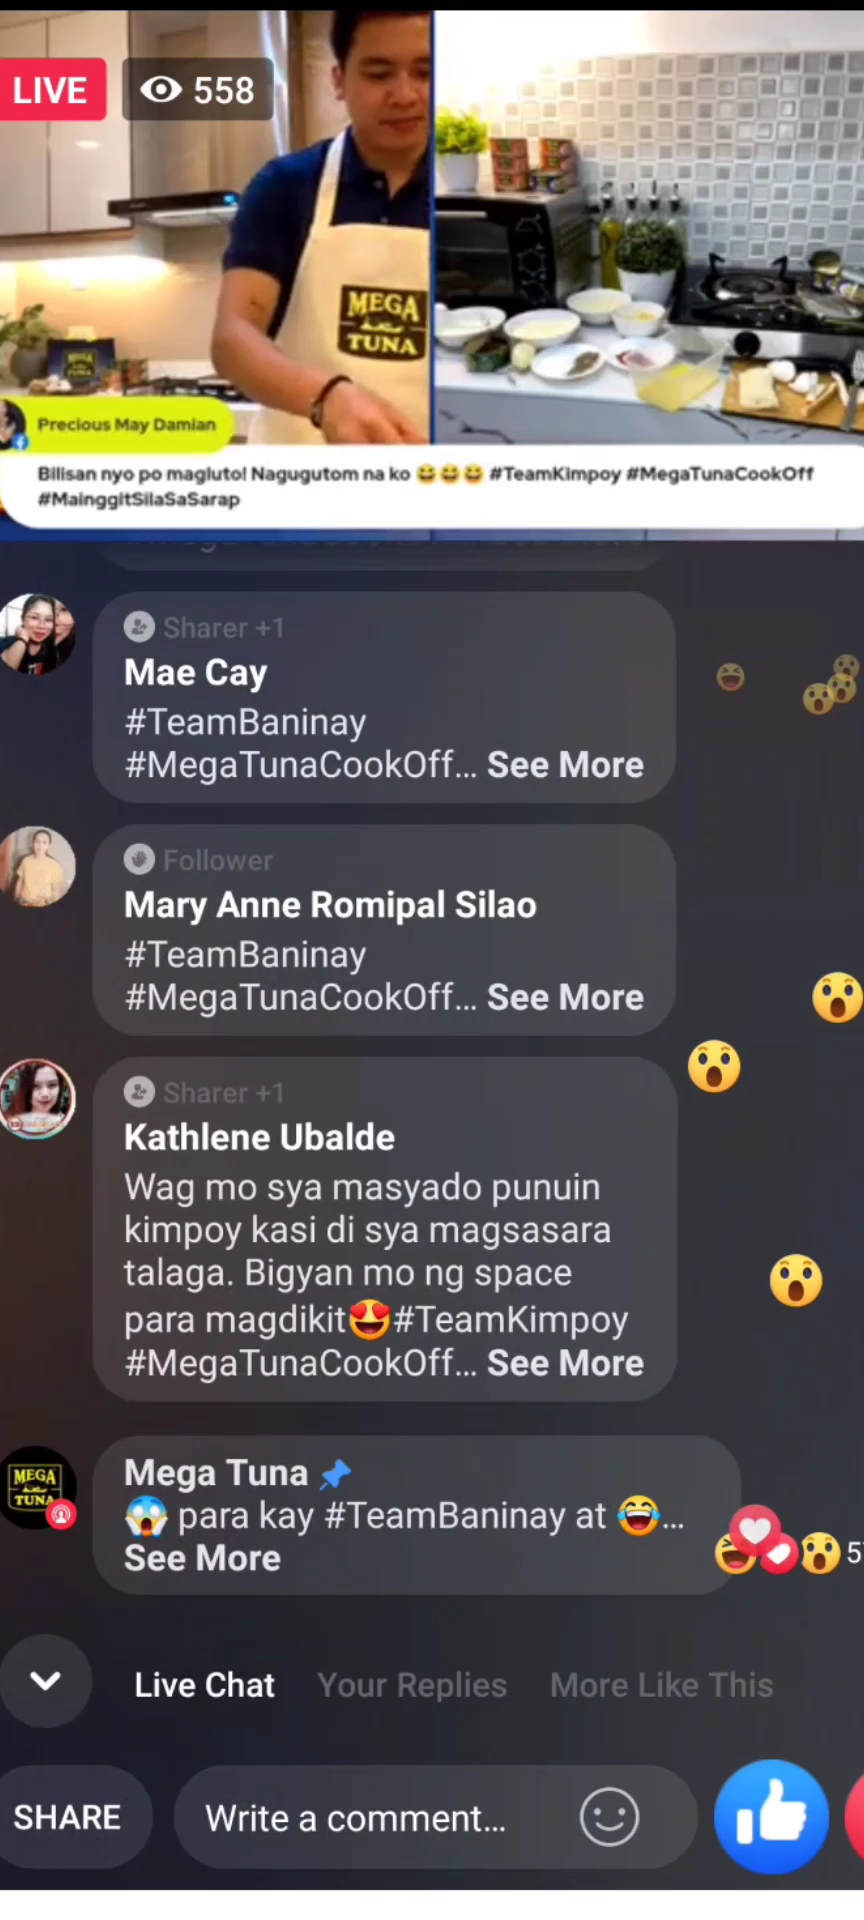 LIVE
558
MEGA
TUNA
Precious May Damian
Bilisan nyo po magluto! Nagugutom na ko 😆😆😆 #TeamKimpoy #MegaTunaCookOff
#MainggitSilaSaSarap
Sharer +1
Mae Cay
#TeamBaninay
#MegaTunaCookOff... See More
Follower
Mary Anne Romipal Silao
#TeamBaninay
#MegaTunaCookOff... See More
Sharer +1
Kathlene Ubalde
Wag mo sya masyado punuin
kimpoy kasi di sya magsasara
talaga. Bigyan mo ng space
para magdikit😍#TeamKimpoy
#MegaTunaCookOff... See More
MEGA
TUNA
Mega Tuna 📌
😱 para kay #TeamBaninay at 😂...
See More
Live Chat Your Replies More Like This
SHARE
Write a comment...